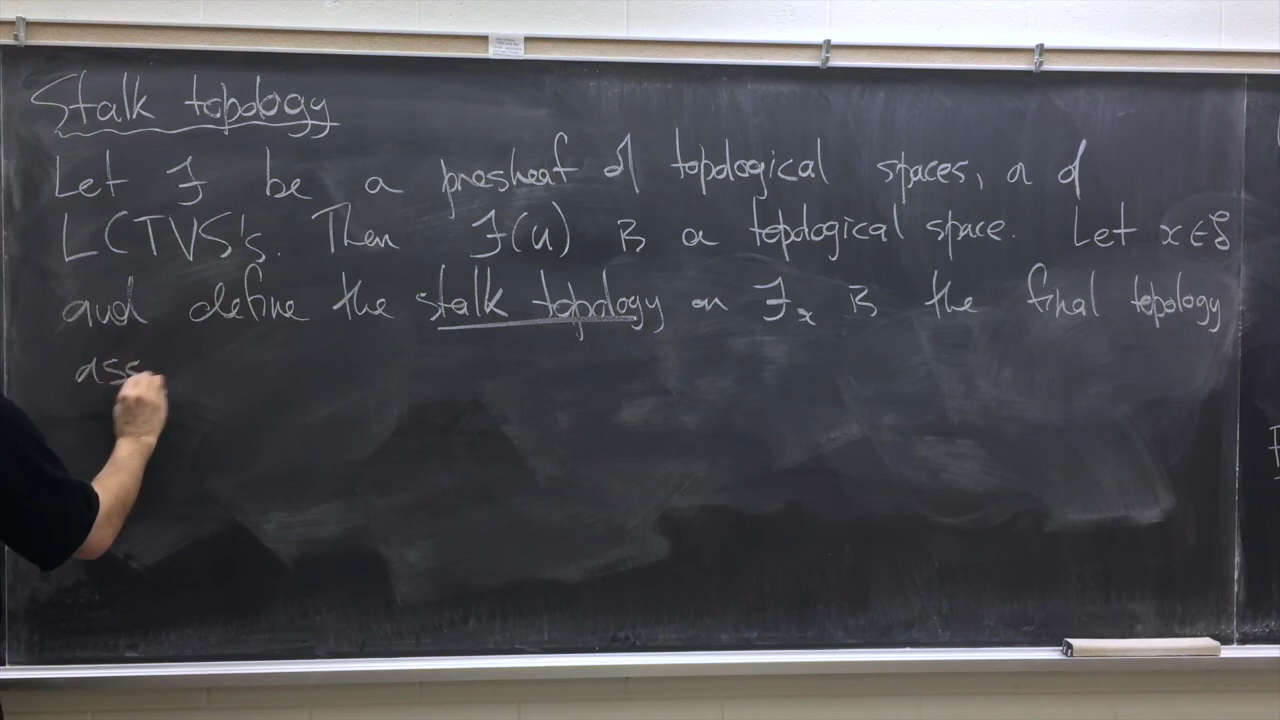 Stalk topology
Let F be a presheaf of topological spaces, or of
LCTVS's. Then F(U) is a topological space. Let x ∈ S
and define the stalk topology on F_x is the final topology
ass